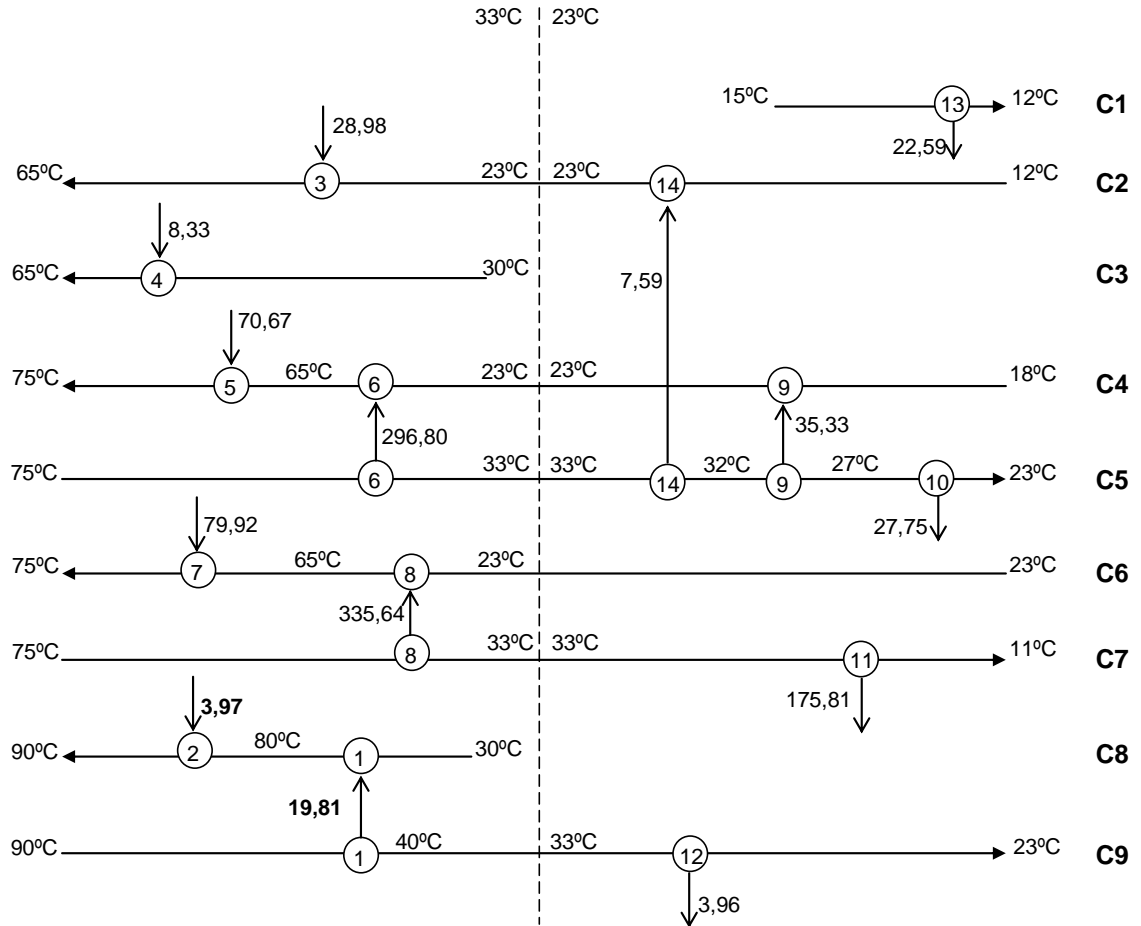 33ºC 23ºC
15ºC 13 12ºC C1
28,98
22,59
65ºC 3 23ºC 23ºC 14 12ºC C2
8,33
65ºC 4 30ºC C3
7,59
70,67
75ºC 5 65ºC 6 23ºC 23ºC 9 18ºC C4
296,80 35,33
75ºC 6 33ºC 33ºC 14 32ºC 9 27ºC 10 23ºC C5
79,92 27,75
75ºC 7 65ºC 8 23ºC 23ºC C6
335,64
75ºC 8 33ºC 33ºC 11 11ºC C7
3,97 175,81
90ºC 2 80ºC 1 30ºC C8
19,81
90ºC 1 40ºC 33ºC 12 23ºC C9
3,96